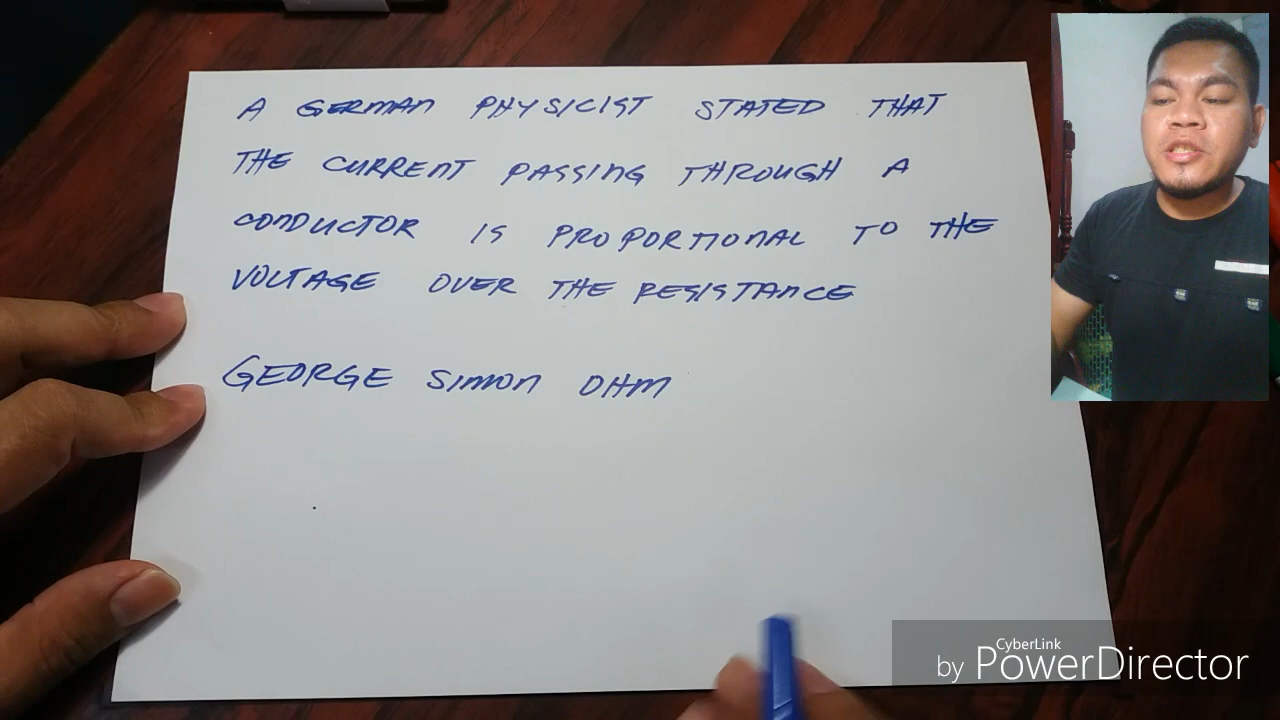 A GERMAN PHYSICIST STATED THAT
THE CURRENT PASSING THROUGH A
CONDUCTOR IS PROPORTIONAL TO THE
VOLTAGE OVER THE RESISTANCE
GEORGE SIMON OHM
CyberLink
by PowerDirector